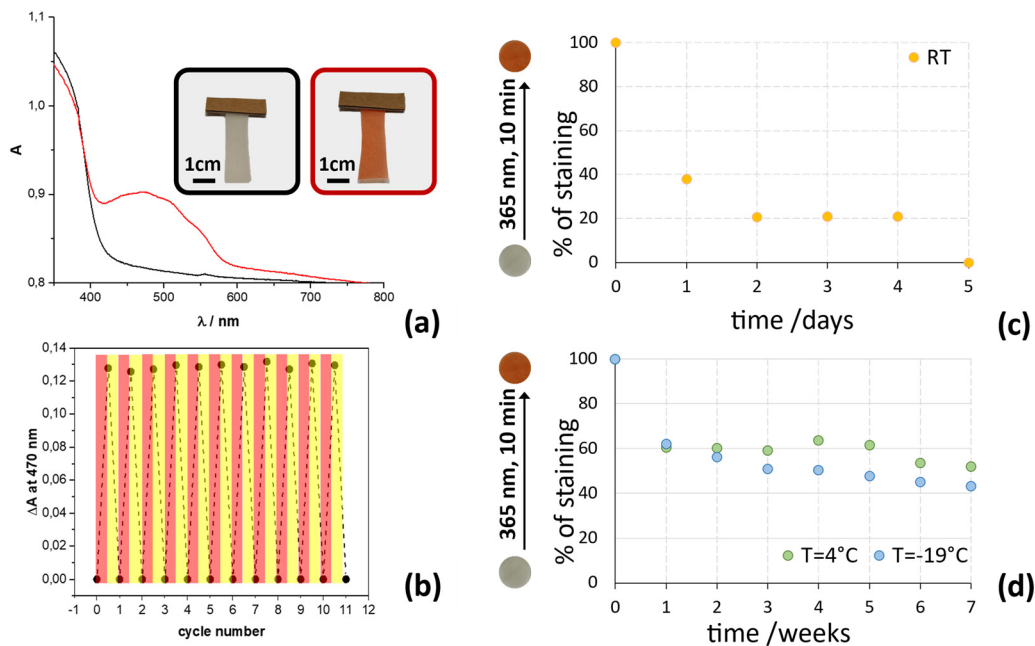 1,1
1,0
0,9
0,8
A
400
500
600
700
800
λ / nm
1cm
1cm
(a)
0,14
0,12
0,10
0,08
0,06
0,04
0,02
0,00
ΔA at 470 nm
-1 0 1 2 3 4 5 6 7 8 9 10 11 12
cycle number
(b)
365 nm, 10 min
% of staining
100
80
60
40
20
0
RT
0 1 2 3 4 5
time /days
(c)
365 nm, 10 min
% of staining
100
80
60
40
20
0
T=4°C T=-19°C
0 1 2 3 4 5 6 7
time /weeks
(d)